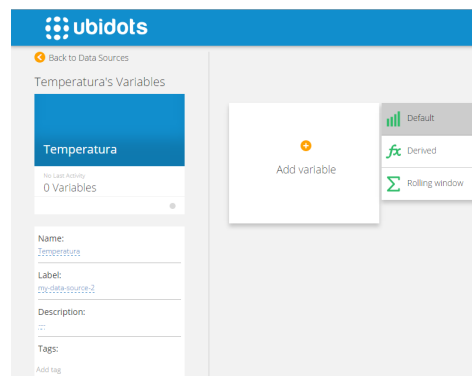 ubidots
Back to Data Sources
Temperatura's Variables
Temperatura
No Last Activity
0 Variables
Name:
Temperatura
Label:
my-data-source-2
Description:
---
Tags:
Add tag
Add variable
Default
fx Derived
Σ Rolling window